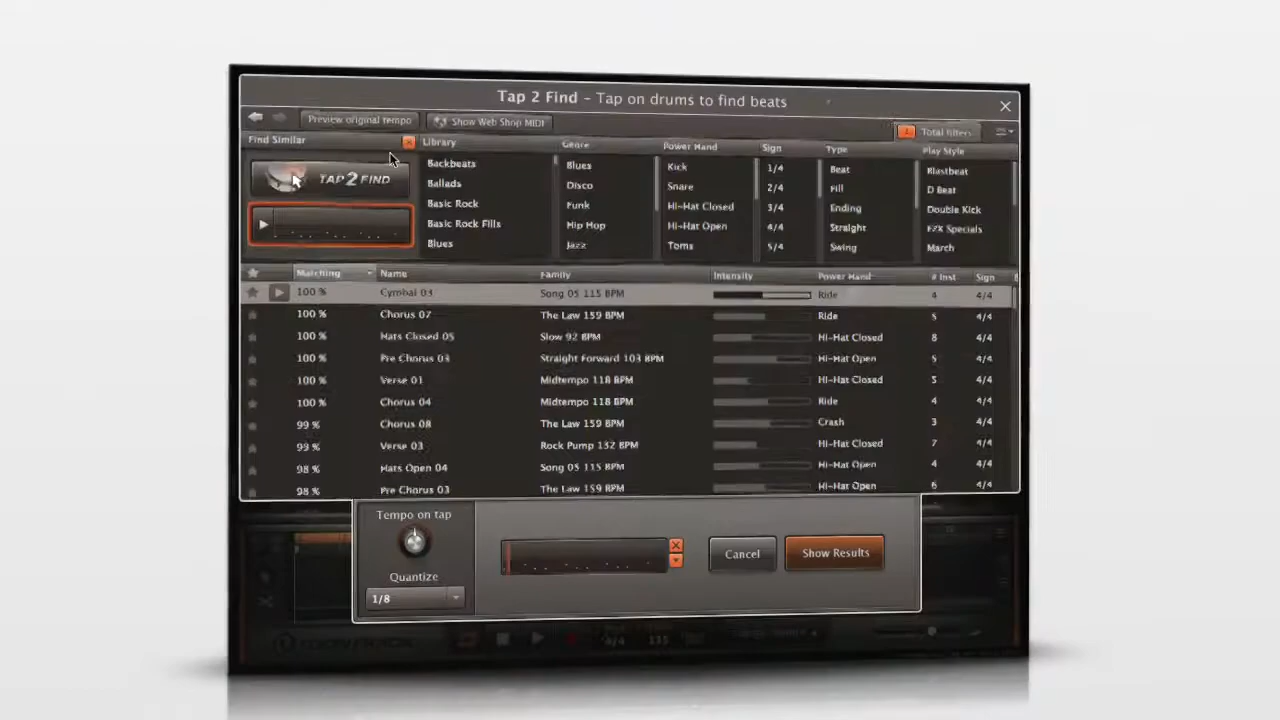 Tap 2 Find – Tap on drums to find beats
Preview original tempo
Show Web Shop MIDI
Total filters
Find Similar
TAP2FIND
Library
Backbeats
Ballads
Basic Rock
Basic Rock Fills
Blues
Genre
Blues
Disco
Funk
Hip Hop
Jazz
Power Hand
Kick
Snare
Hi-Hat Closed
Hi-Hat Open
Toms
Sign
1/4
2/4
3/4
4/4
5/4
Type
Beat
Fill
Ending
Straight
Swing
Play Style
Blastbeat
D Beat
Double Kick
F/X Specials
March
Matching Name Family Intensity Power Hand # Inst Sign
100 % Cymbal 03 Song 05 115 BPM Ride 4 4/4
100 % Chorus 07 The Law 159 BPM Ride 5 4/4
100 % Hats Closed 05 Slow 92 BPM Hi-Hat Closed 8 4/4
100 % Pre Chorus 03 Straight Forward 103 BPM Hi-Hat Open 5 4/4
100 % Verse 01 Midtempo 118 BPM Hi-Hat Closed 5 4/4
100 % Chorus 04 Midtempo 118 BPM Ride 4 4/4
99 % Chorus 08 The Law 159 BPM Crash 3 4/4
99 % Verse 03 Rock Pump 132 BPM Hi-Hat Closed 7 4/4
98 % Hats Open 04 Song 05 115 BPM Hi-Hat Open 4 4/4
98 % Pre Chorus 03 The Law 159 BPM Hi-Hat Open 6 4/4
Tempo on tap
Quantize
1/8
Cancel
Show Results
4/4